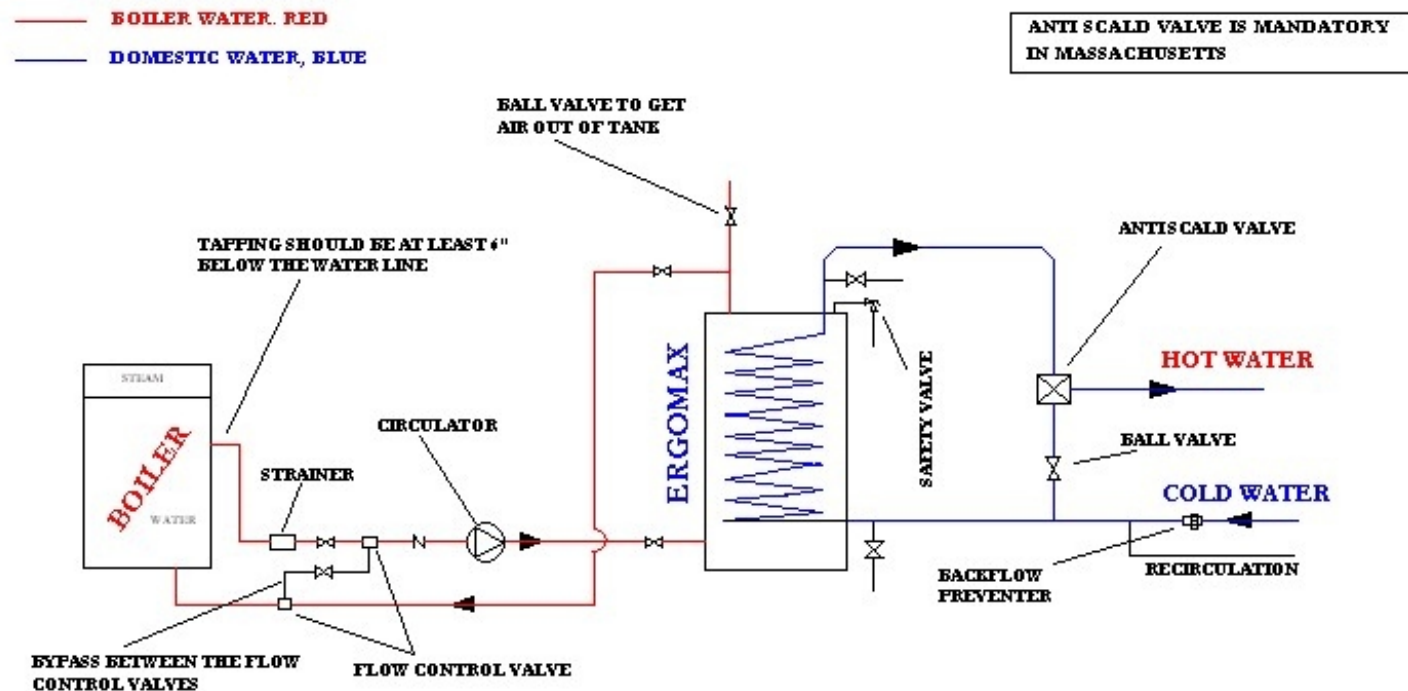 BOILER WATER. RED
DOMESTIC WATER, BLUE
ANTI SCALD VALVE IS MANDATORY
IN MASSACHUSETTS
BALL VALVE TO GET
AIR OUT OF TANK
TAPPING SHOULD BE AT LEAST 6"
BELOW THE WATER LINE
ANTISCALD VALVE
STEAM
BOILER
WATER
STRAINER
CIRCULATOR
ERGOMAX
SAFETY VALVE
HOT WATER
BALL VALVE
COLD WATER
BACKFLOW
PREVENTER
RECIRCULATION
BYPASS BETWEEN THE FLOW
CONTROL VALVES
FLOW CONTROL VALVE